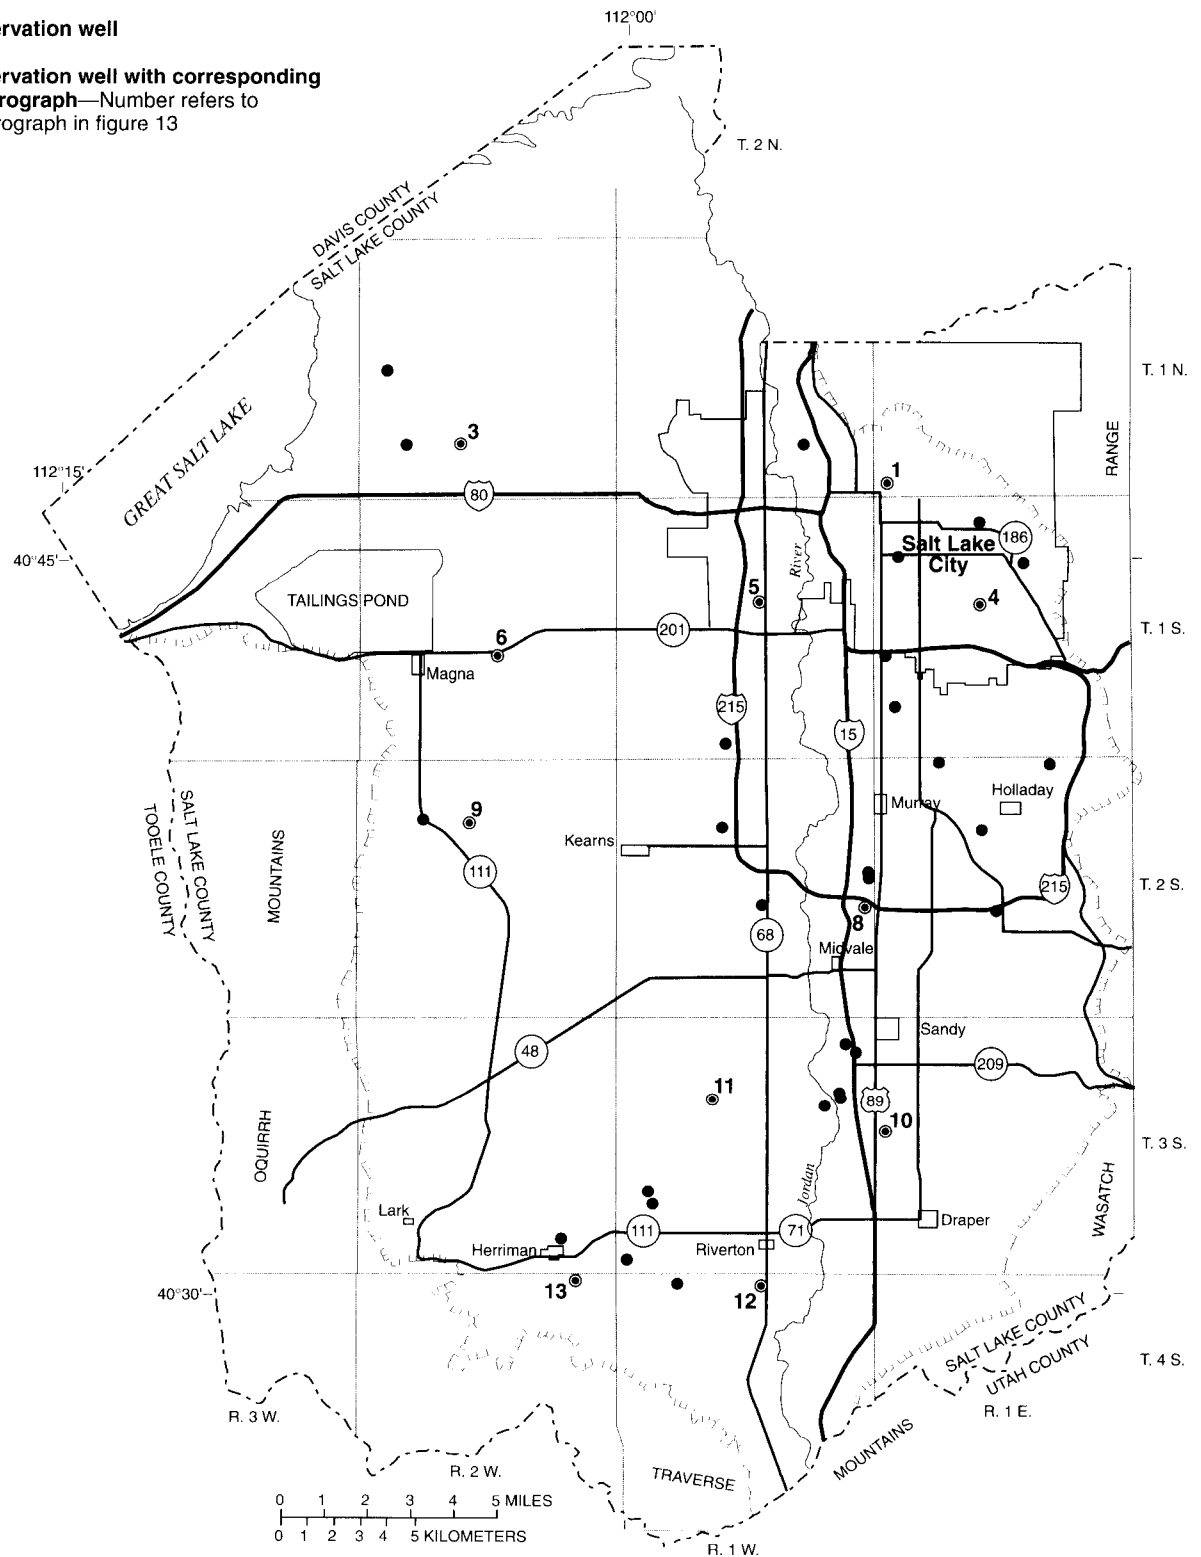 ervation well
ervation well with corresponding
rograph—Number refers to
rograph in figure 13
112°00'
T. 2 N.
DAVIS COUNTY
SALT LAKE COUNTY
T. 1 N.
GREAT SALT LAKE
3
RANGE
112°15'
1
80
186
Salt Lake
City
40°45'
River
TAILINGS POND
5
4
201
6
T. 1 S.
Magna
215
15
Holladay
Murray
9
SALT LAKE COUNTY
TOOELE COUNTY
MOUNTAINS
Kearns
111
215
T. 2 S.
8
68
Midvale
Sandy
48
209
11
89
10
OQUIRRH
T. 3 S.
Jordan
WASATCH
Lark
Draper
111
71
Herriman
Riverton
13
12
40°30'
SALT LAKE COUNTY
UTAH COUNTY
T. 4 S.
R. 3 W.
R. 1 E.
MOUNTAINS
R. 2 W.
TRAVERSE
0 1 2 3 4 5 MILES
0 1 2 3 4 5 KILOMETERS
R. 1 W.